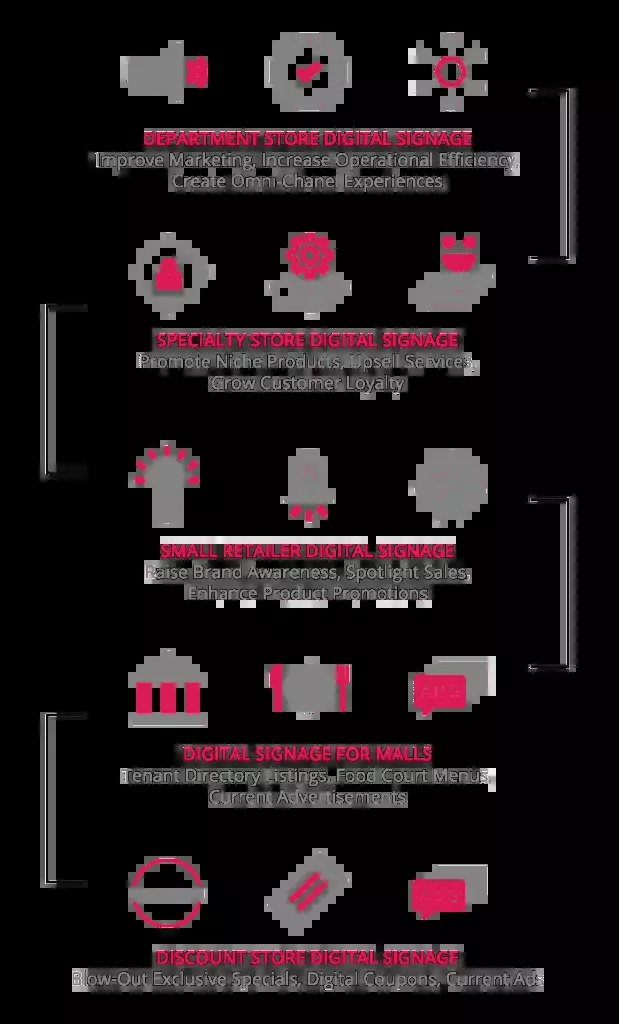 DEPARTMENT STORE DIGITAL SIGNAGE
Improve Marketing, Increase Operational Efficiency,
Create Omni-Chanel Experiences
SPECIALTY STORE DIGITAL SIGNAGE
Promote Niche Products, Upsell Services,
Grow Customer Loyalty
SMALL RETAILER DIGITAL SIGNAGE
Raise Brand Awareness, Spotlight Sales,
Enhance Product Promotions
DIGITAL SIGNAGE FOR MALLS
Tenant Directory Listings, Food Court Menus,
Current Advertisements
DISCOUNT STORE DIGITAL SIGNAGE
Blow-Out Exclusive Specials, Digital Coupons, Current Ads